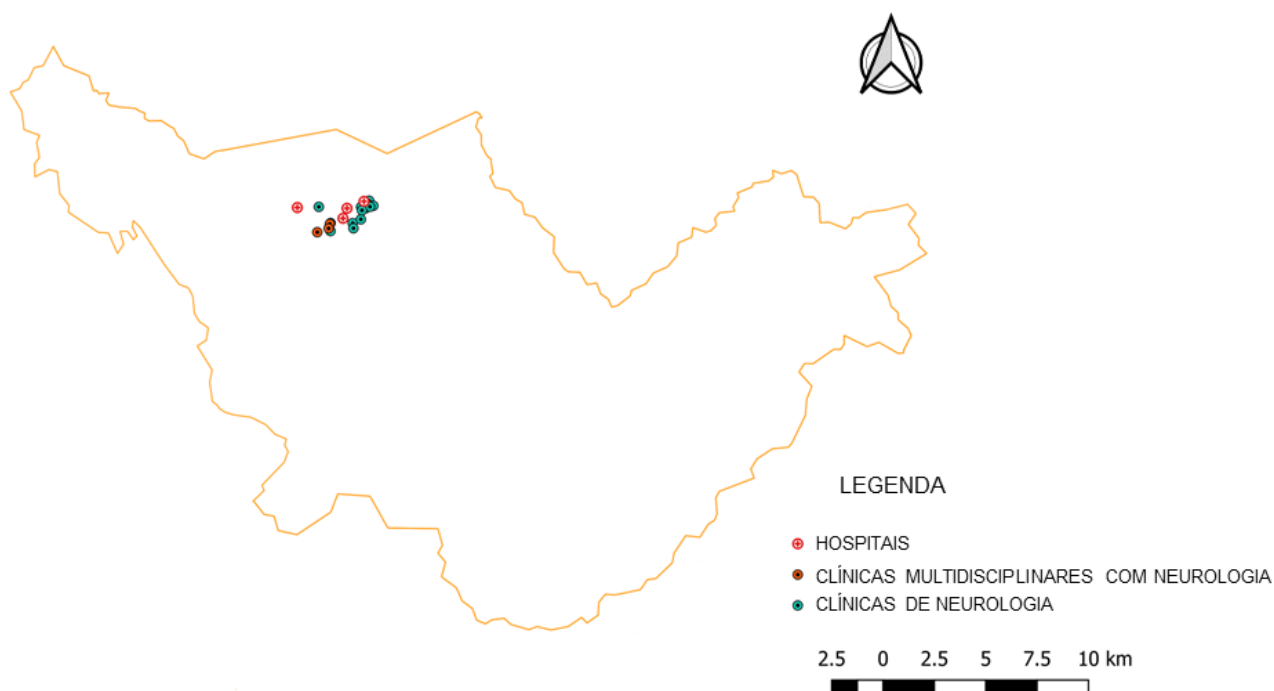 LEGENDA
HOSPITAIS
CLÍNICAS MULTIDISCIPLINARES COM NEUROLOGIA
CLÍNICAS DE NEUROLOGIA
2.5 0 2.5 5 7.5 10 km